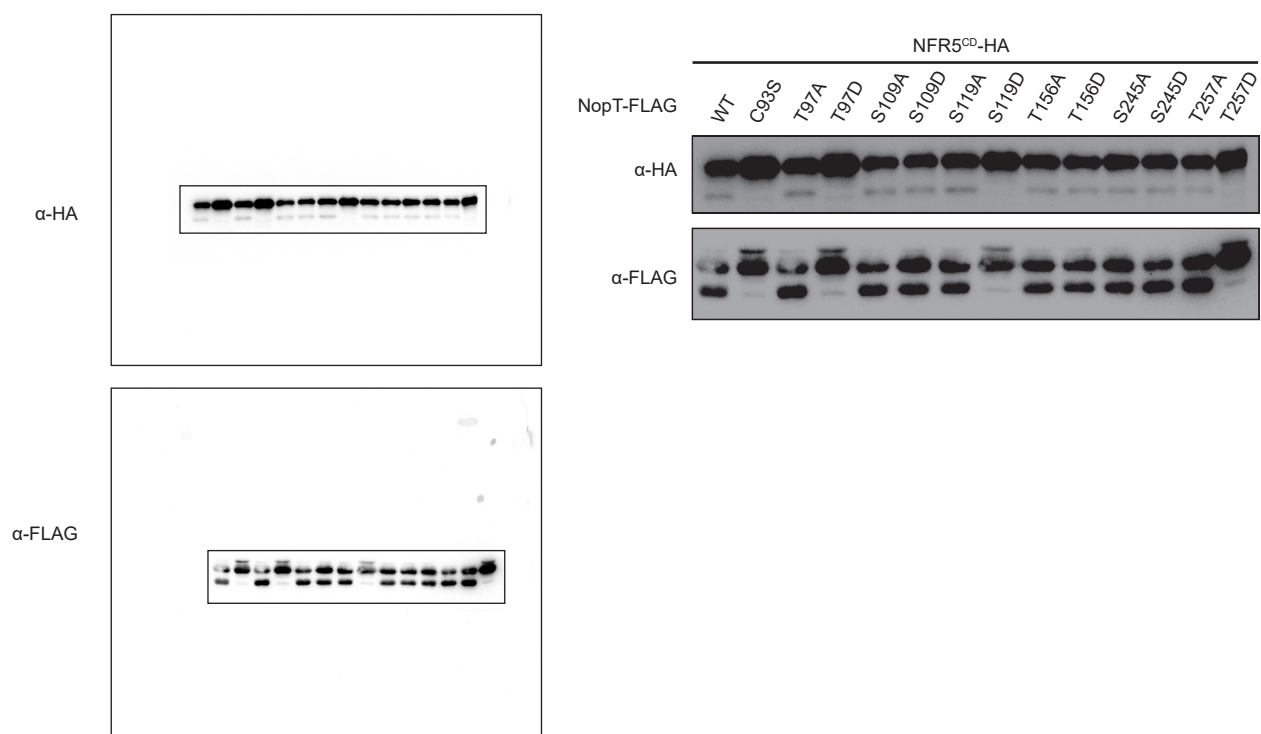 α-HA
α-FLAG
NFR5ᶜᴰ-HA
NopT-FLAG
WT C93S T97A T97D S109A S109D S119A S119D T156A T156D S245A S245D T257A T257D
α-HA
α-FLAG